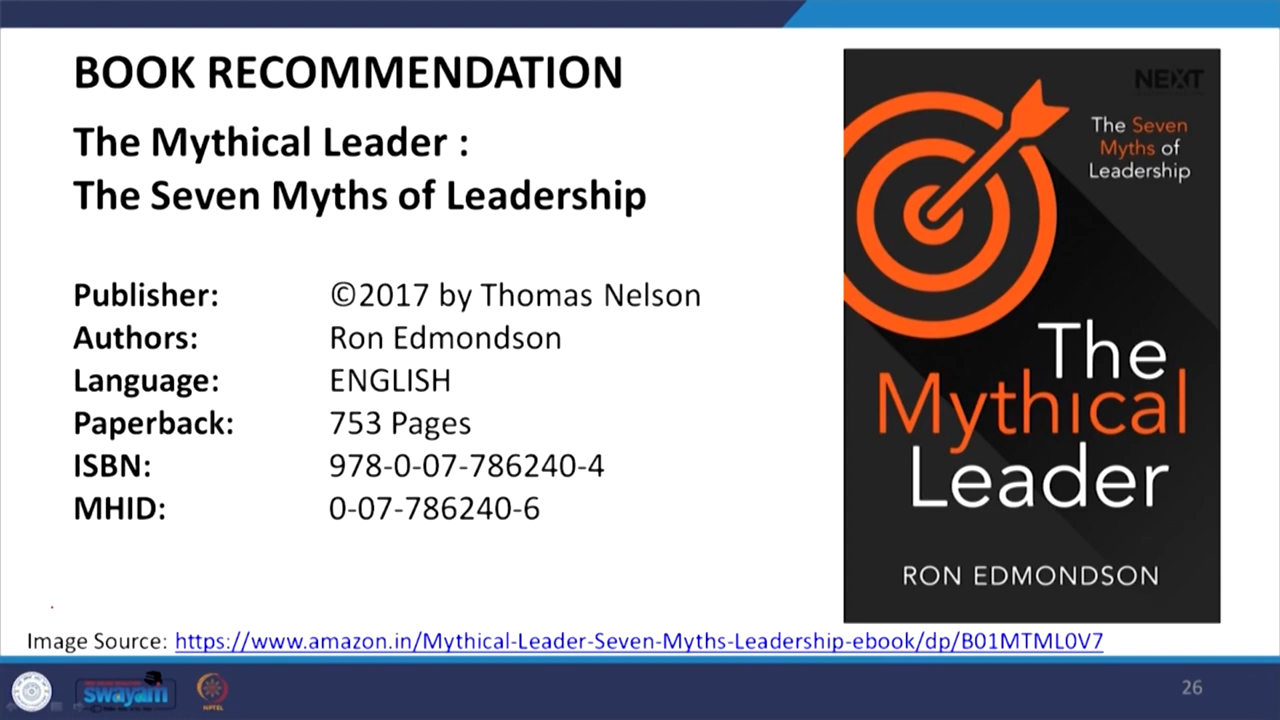 BOOK RECOMMENDATION
The Mythical Leader :
The Seven Myths of Leadership
Publisher: ©2017 by Thomas Nelson
Authors: Ron Edmondson
Language: ENGLISH
Paperback: 753 Pages
ISBN: 978-0-07-786240-4
MHID: 0-07-786240-6
NEXT
The Seven
Myths of
Leadership
The
Mythical
Leader
RON EDMONDSON
Image Source: https://www.amazon.in/Mythical-Leader-Seven-Myths-Leadership-ebook/dp/B01MTML0V7
swayam
NPTEL
26